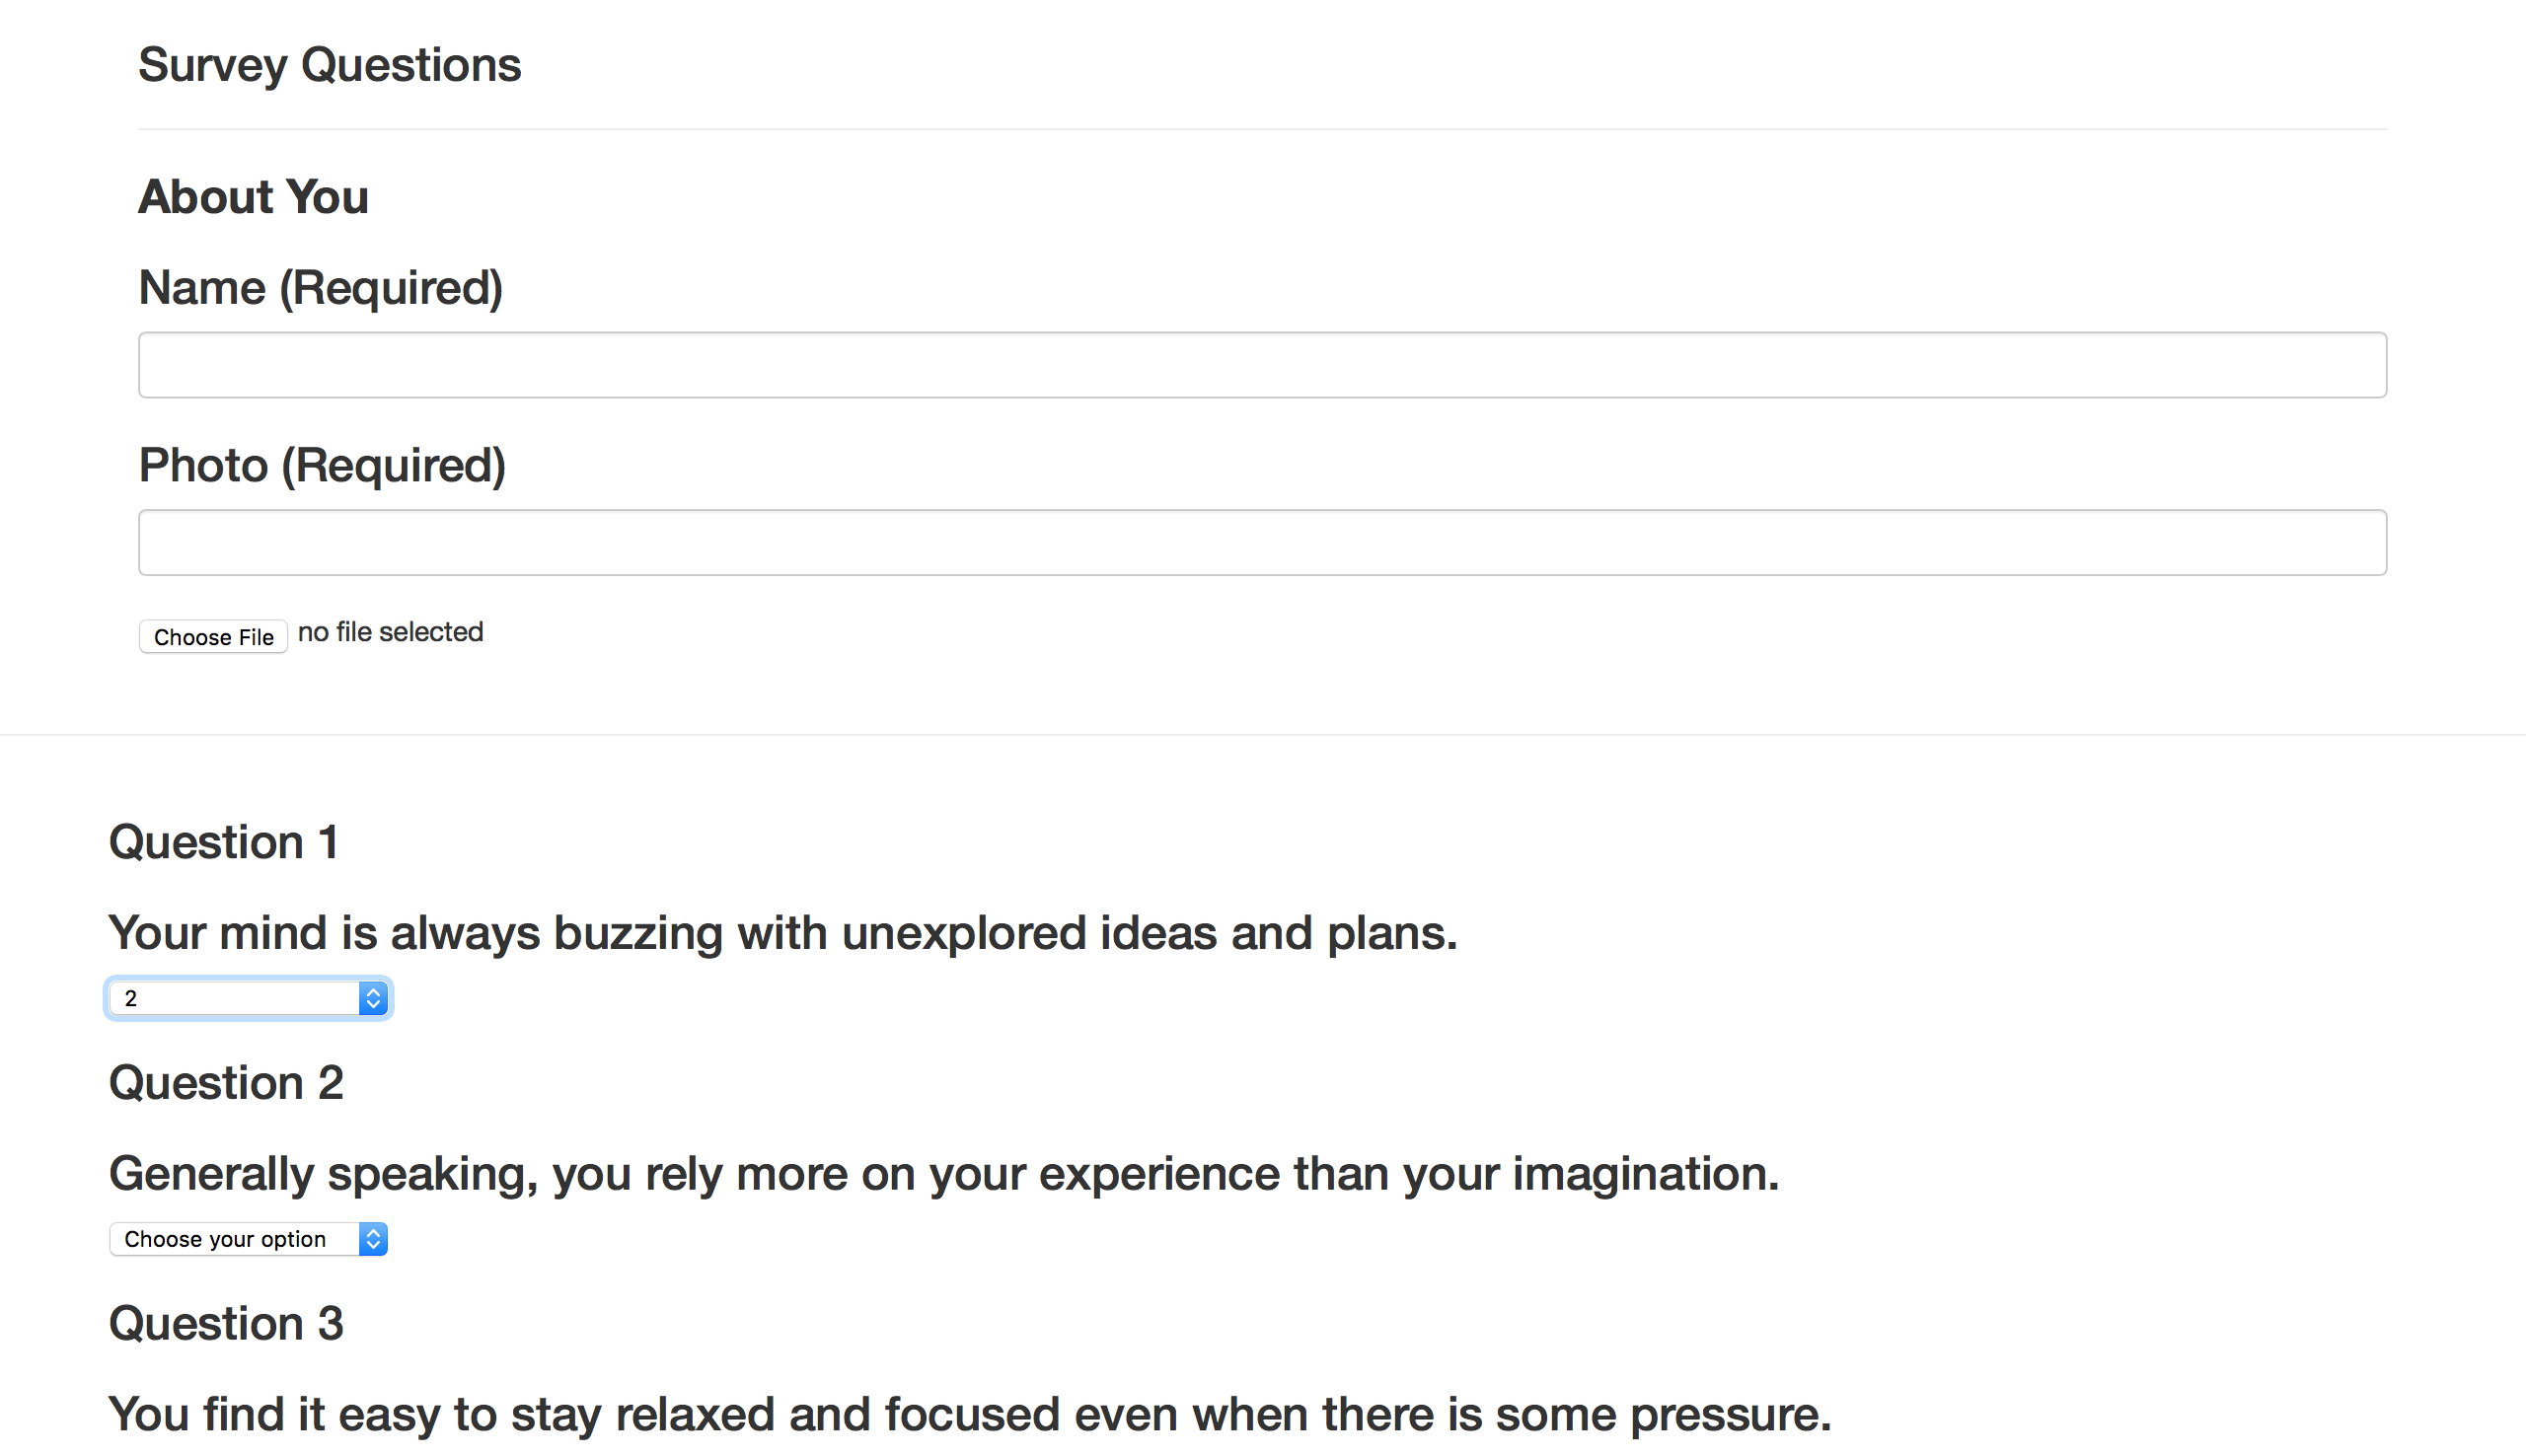 Survey Questions
About You
Name (Required)
Photo (Required)
Choose File no file selected
Question 1
Your mind is always buzzing with unexplored ideas and plans.
2
Question 2
Generally speaking, you rely more on your experience than your imagination.
Choose your option
Question 3
You find it easy to stay relaxed and focused even when there is some pressure.